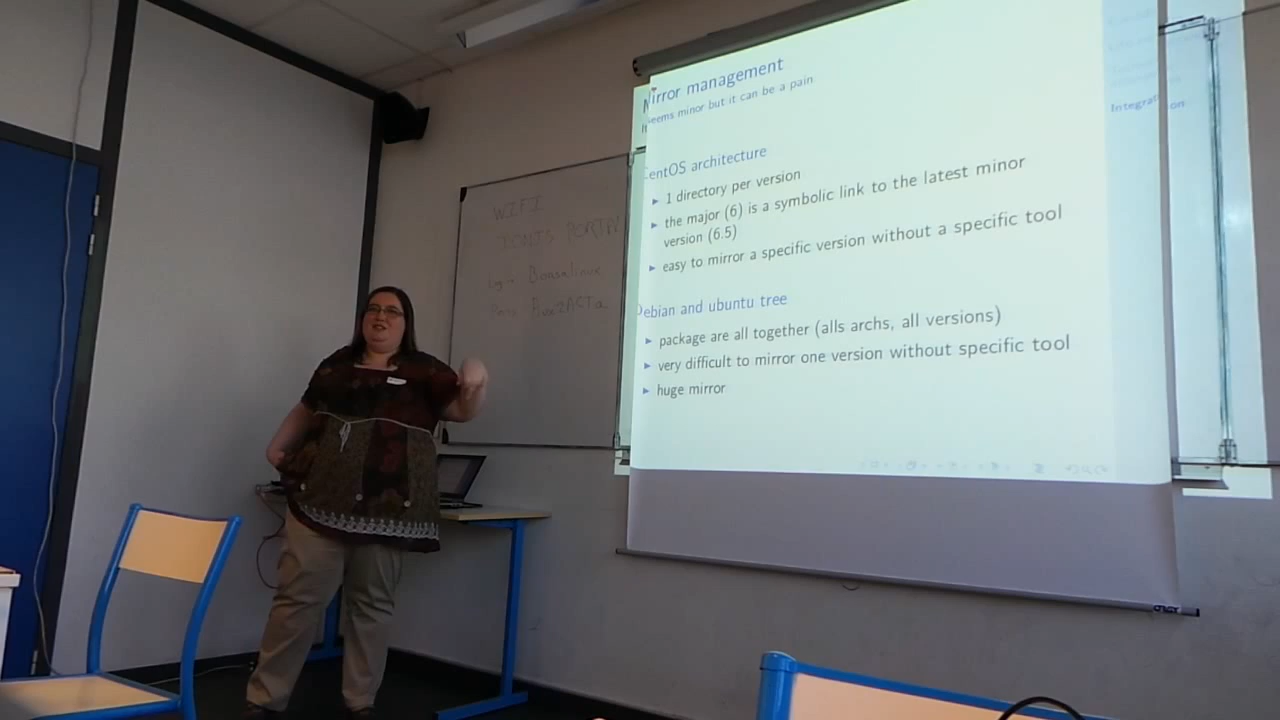 WIFI
Mirror management
seems minor but it can be a pain
Integration
CentOS architecture
1 directory per version
the major (6) is a symbolic link to the latest minor
version (6.5)
easy to mirror a specific version without a specific tool
Debian and ubuntu tree
package are all together (alls archs, all versions)
very difficult to mirror one version without specific tool
huge mirror